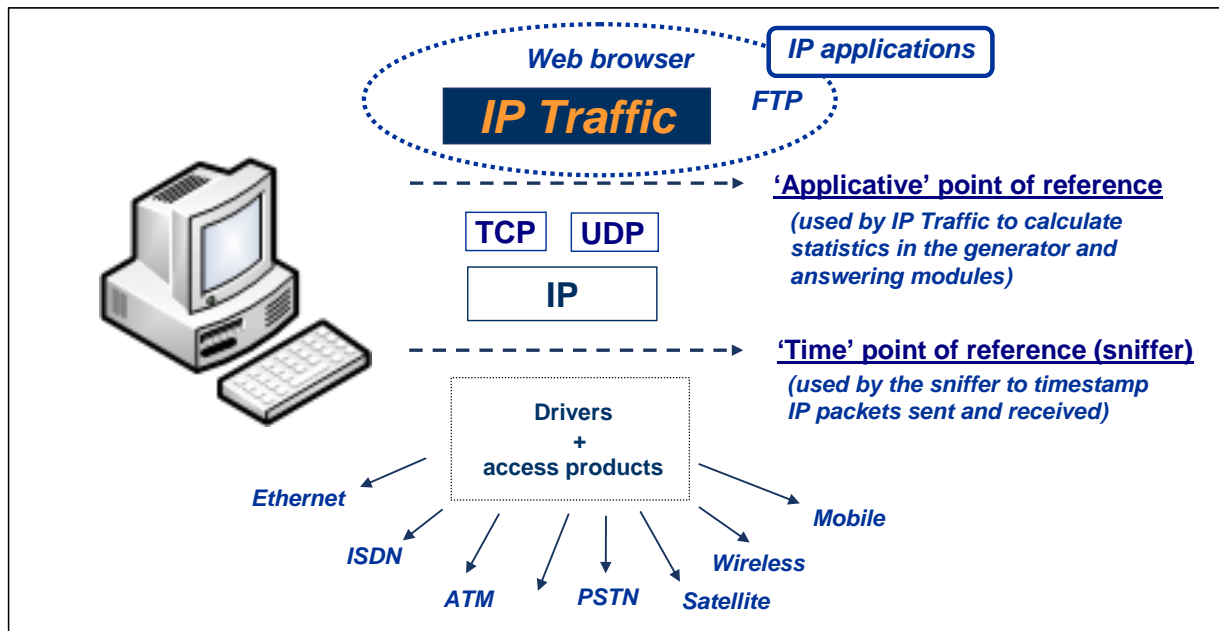 Web browser
IP applications
IP Traffic
FTP
'Applicative' point of reference
(used by IP Traffic to calculate
statistics in the generator and
answering modules)
TCP
UDP
IP
'Time' point of reference (sniffer)
(used by the sniffer to timestamp
IP packets sent and received)
Drivers
+
access products
Ethernet
Mobile
ISDN
Wireless
ATM
PSTN
Satellite